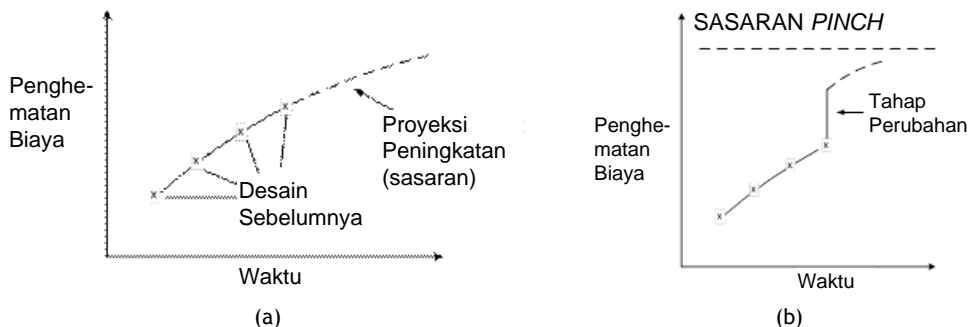 Penghe-
matan
Biaya
Proyeksi
Peningkatan
(sasaran)
Desain
Sebelumnya
Waktu
(a)
SASARAN PINCH
Penghe-
matan
Biaya
Tahap
Perubahan
Waktu
(b)